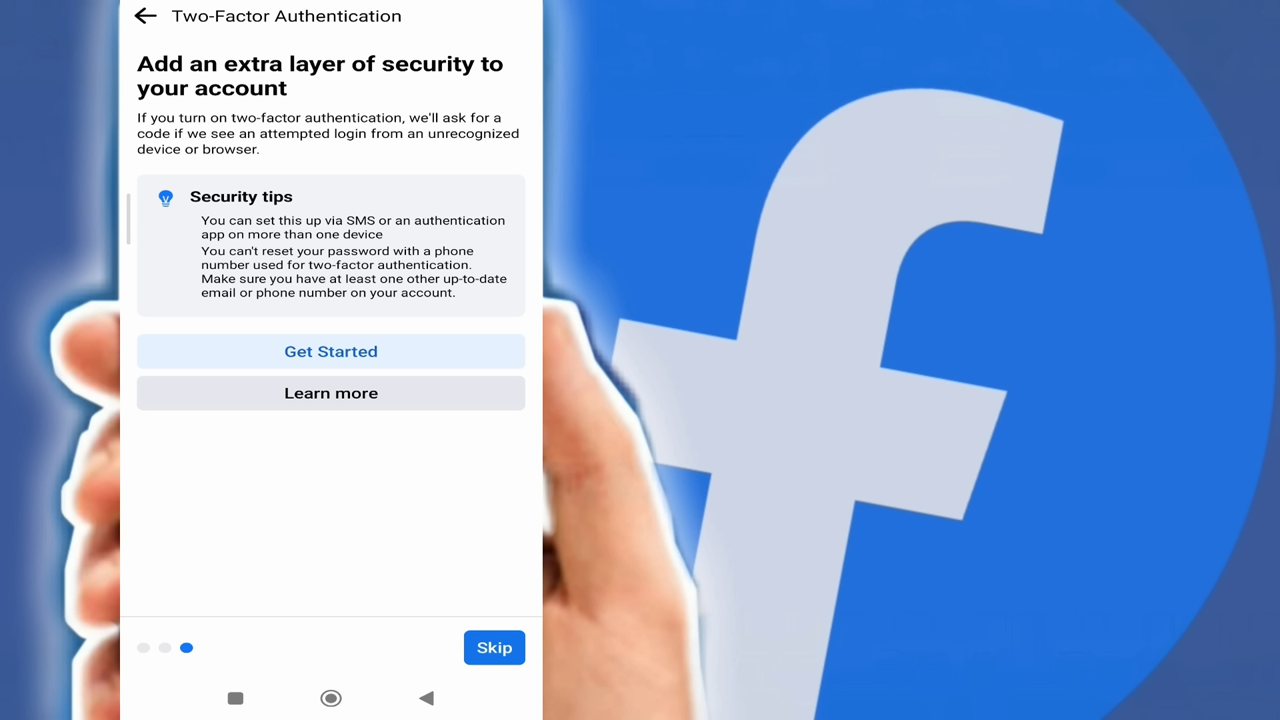 Two-Factor Authentication
Add an extra layer of security to
your account
If you turn on two-factor authentication, we'll ask for a
code if we see an attempted login from an unrecognized
device or browser.
Security tips
You can set this up via SMS or an authentication
app on more than one device
You can't reset your password with a phone
number used for two-factor authentication.
Make sure you have at least one other up-to-date
email or phone number on your account.
Get Started
Learn more
Skip